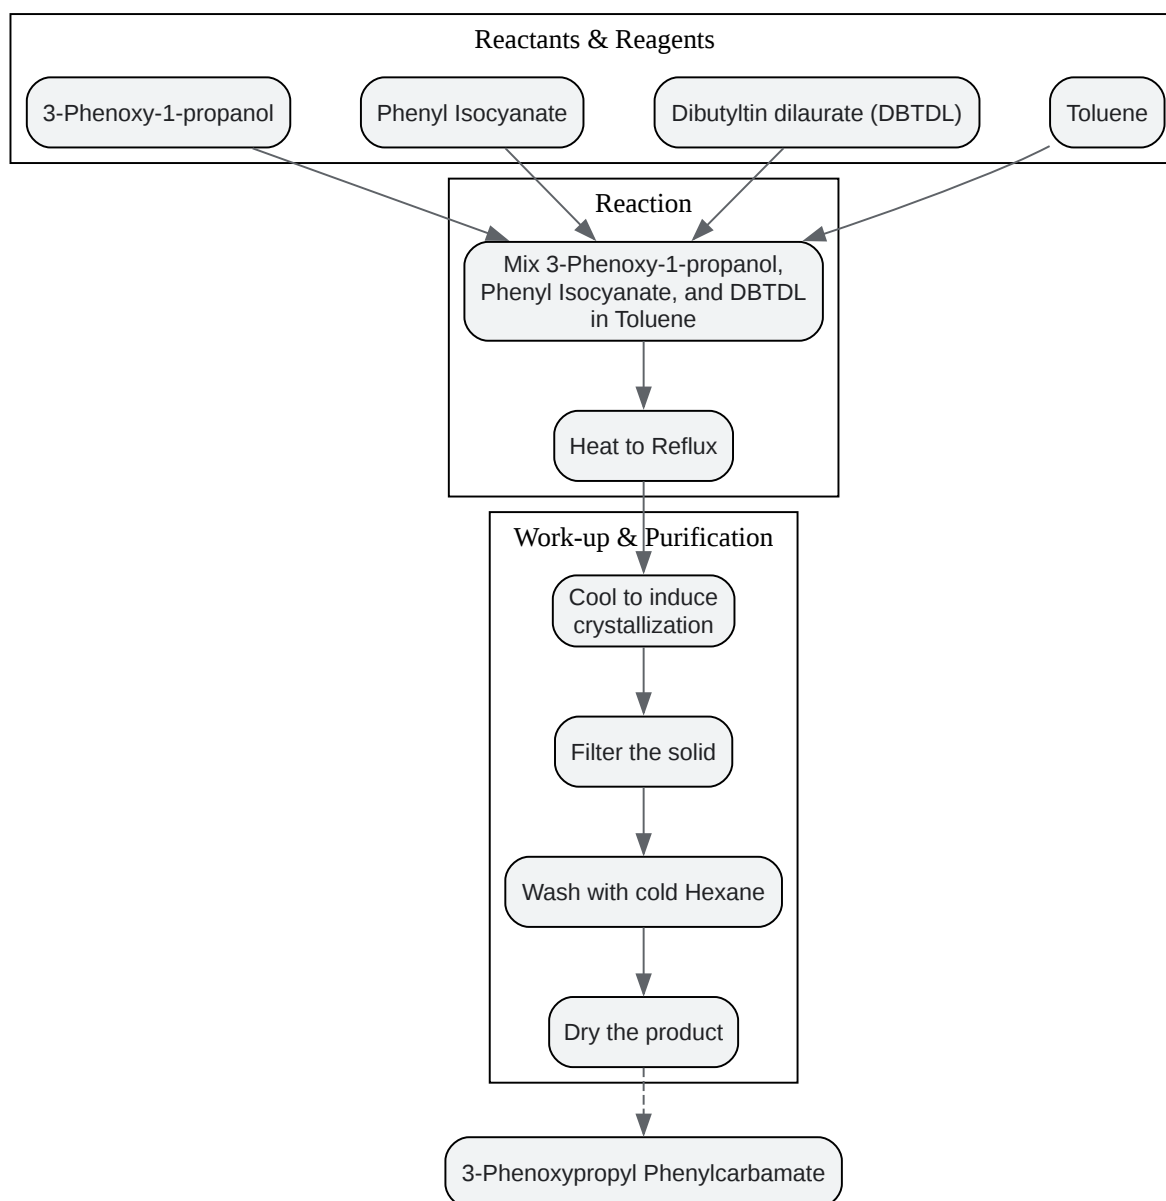 Reactants & Reagents
3-Phenoxy-1-propanol
Phenyl Isocyanate
Dibutyltin dilaurate (DBTDL)
Toluene
Reaction
Mix 3-Phenoxy-1-propanol,
Phenyl Isocyanate, and DBTDL
in Toluene
Heat to Reflux
Work-up & Purification
Cool to induce
crystallization
Filter the solid
Wash with cold Hexane
Dry the product
3-Phenoxypropyl Phenylcarbamate